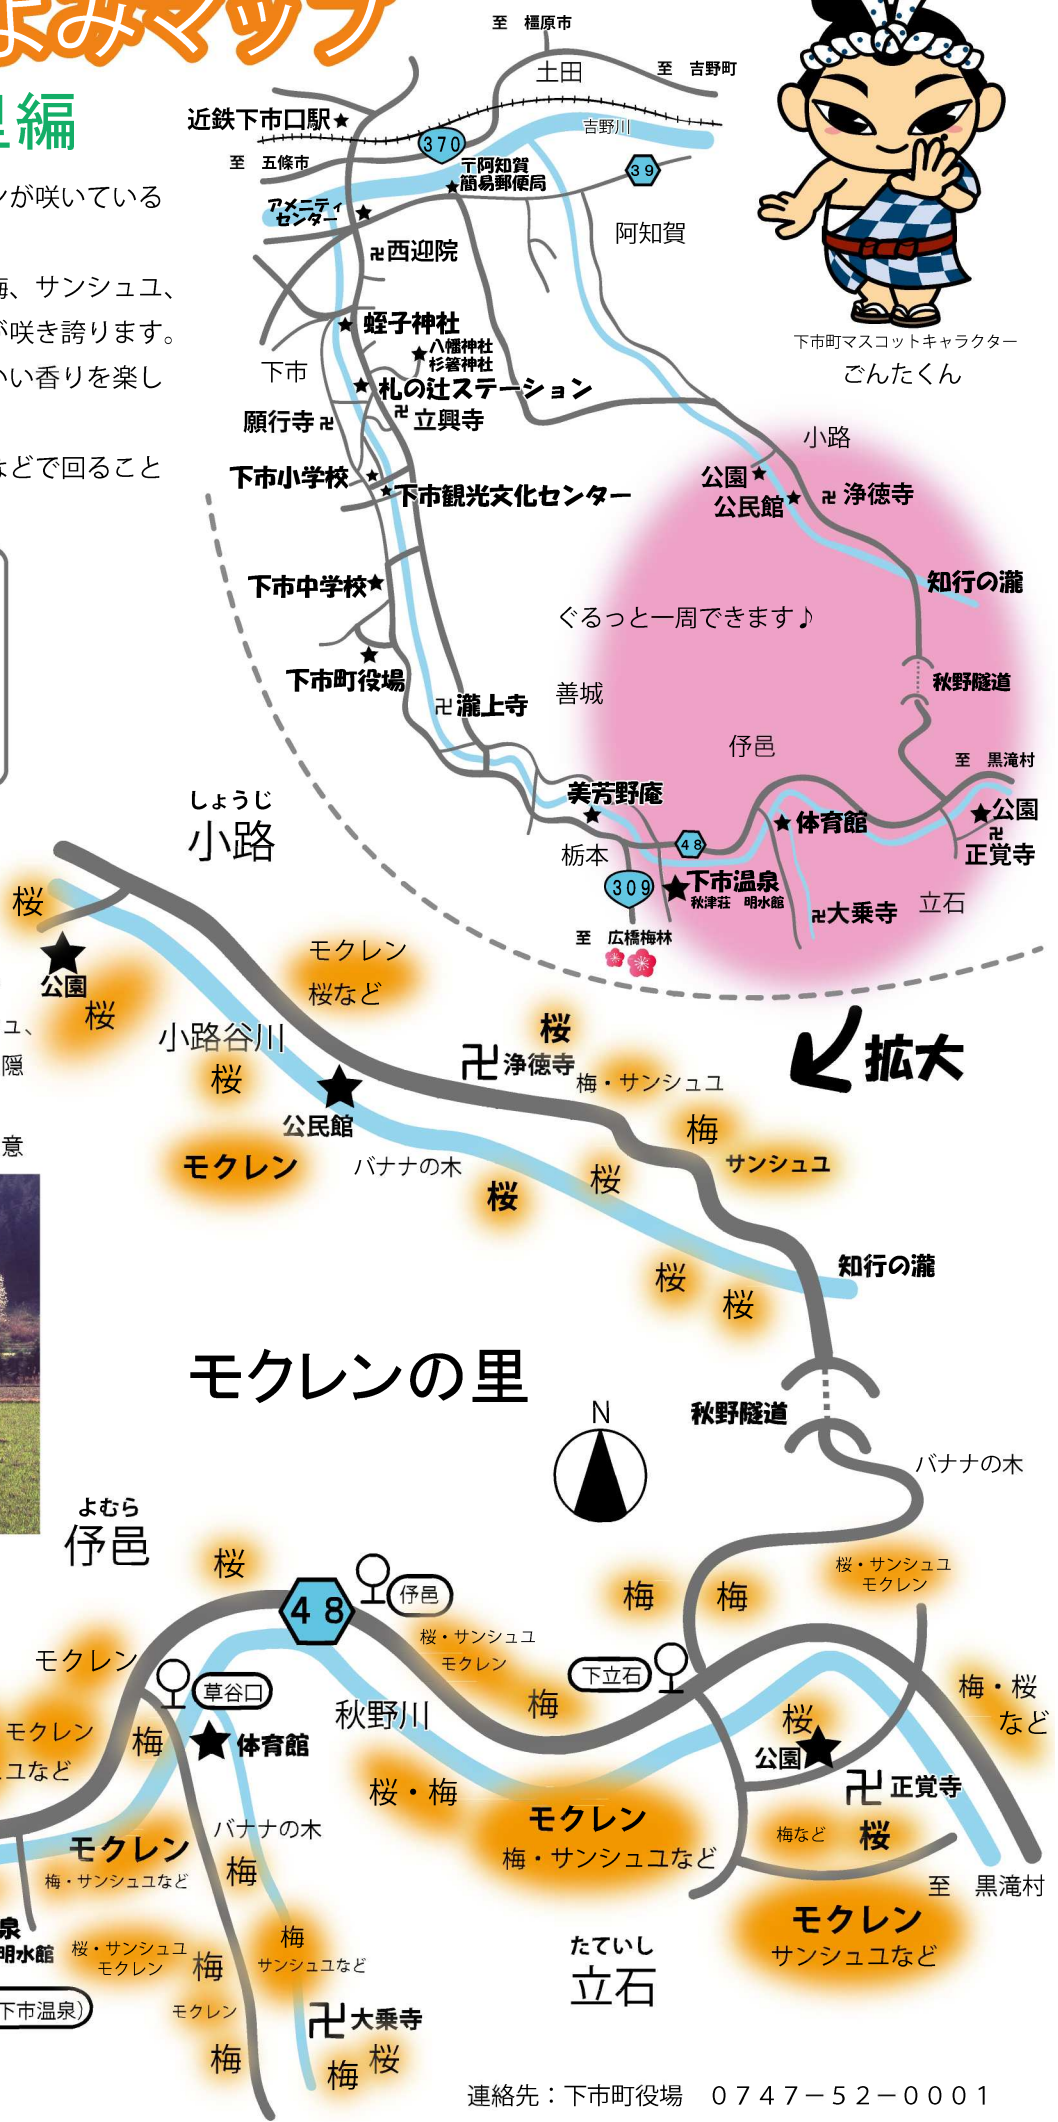 よみマップ
里編
ンが咲いている
梅、サンシュユ、
が咲き誇ります。
いい香りを楽し
などで回ること
至　橿原市
土田
至　吉野町
近鉄下市口駅★
至　五條市
370
吉野川
〒阿知賀
簡易郵便局
39
アメニティ
センター
阿知賀
卍西迎院
蛭子神社
八幡神社
杉箸神社
下市
札の辻ステーション
願行寺卍
卍立興寺
下市小学校
下市観光文化センター
下市中学校★
下市町役場
卍瀧上寺
下市町マスコットキャラクター
ごんたくん
小路
公園★
公民館
卍 浄徳寺
知行の瀧
ぐるっと一周できます♪
善城
秋野隧道
伃邑
至　黒滝村
美芳野庵
体育館
公園
卍
正覚寺
栃本
48
309
下市温泉
秋津荘　明水館
卍大乗寺
立石
至　広橋梅林
拡大
しょうじ
小路
桜
公園
桜
モクレン
桜など
小路谷川
桜
公民館
モクレン
バナナの木
桜
卍浄徳寺
梅・サンシュユ
梅
サンシュユ
桜
桜
桜
桜
知行の瀧
ユ、
隠
意
モクレンの里
N
秋野隧道
バナナの木
よむら
伃邑
桜
48
伃邑
桜・サンシュユ
モクレン
梅
梅
梅
桜・サンシュユ
モクレン
下立石
モクレン
草谷口
モクレン
ユなど
梅
体育館
秋野川
桜・梅
モクレン
梅・サンシュユなど
桜
公園
卍 正覚寺
梅・桜
など
梅など
桜
至　黒滝村
モクレン
サンシュユなど
モクレン
梅・サンシュユなど
バナナの木
梅
泉
明水館
桜・サンシュユ
モクレン
梅
モクレン
梅
梅
サンシュユなど
下市温泉）
卍大乗寺
梅
桜
たていし
立石
連絡先：下市町役場　０７４７－５２－０００１